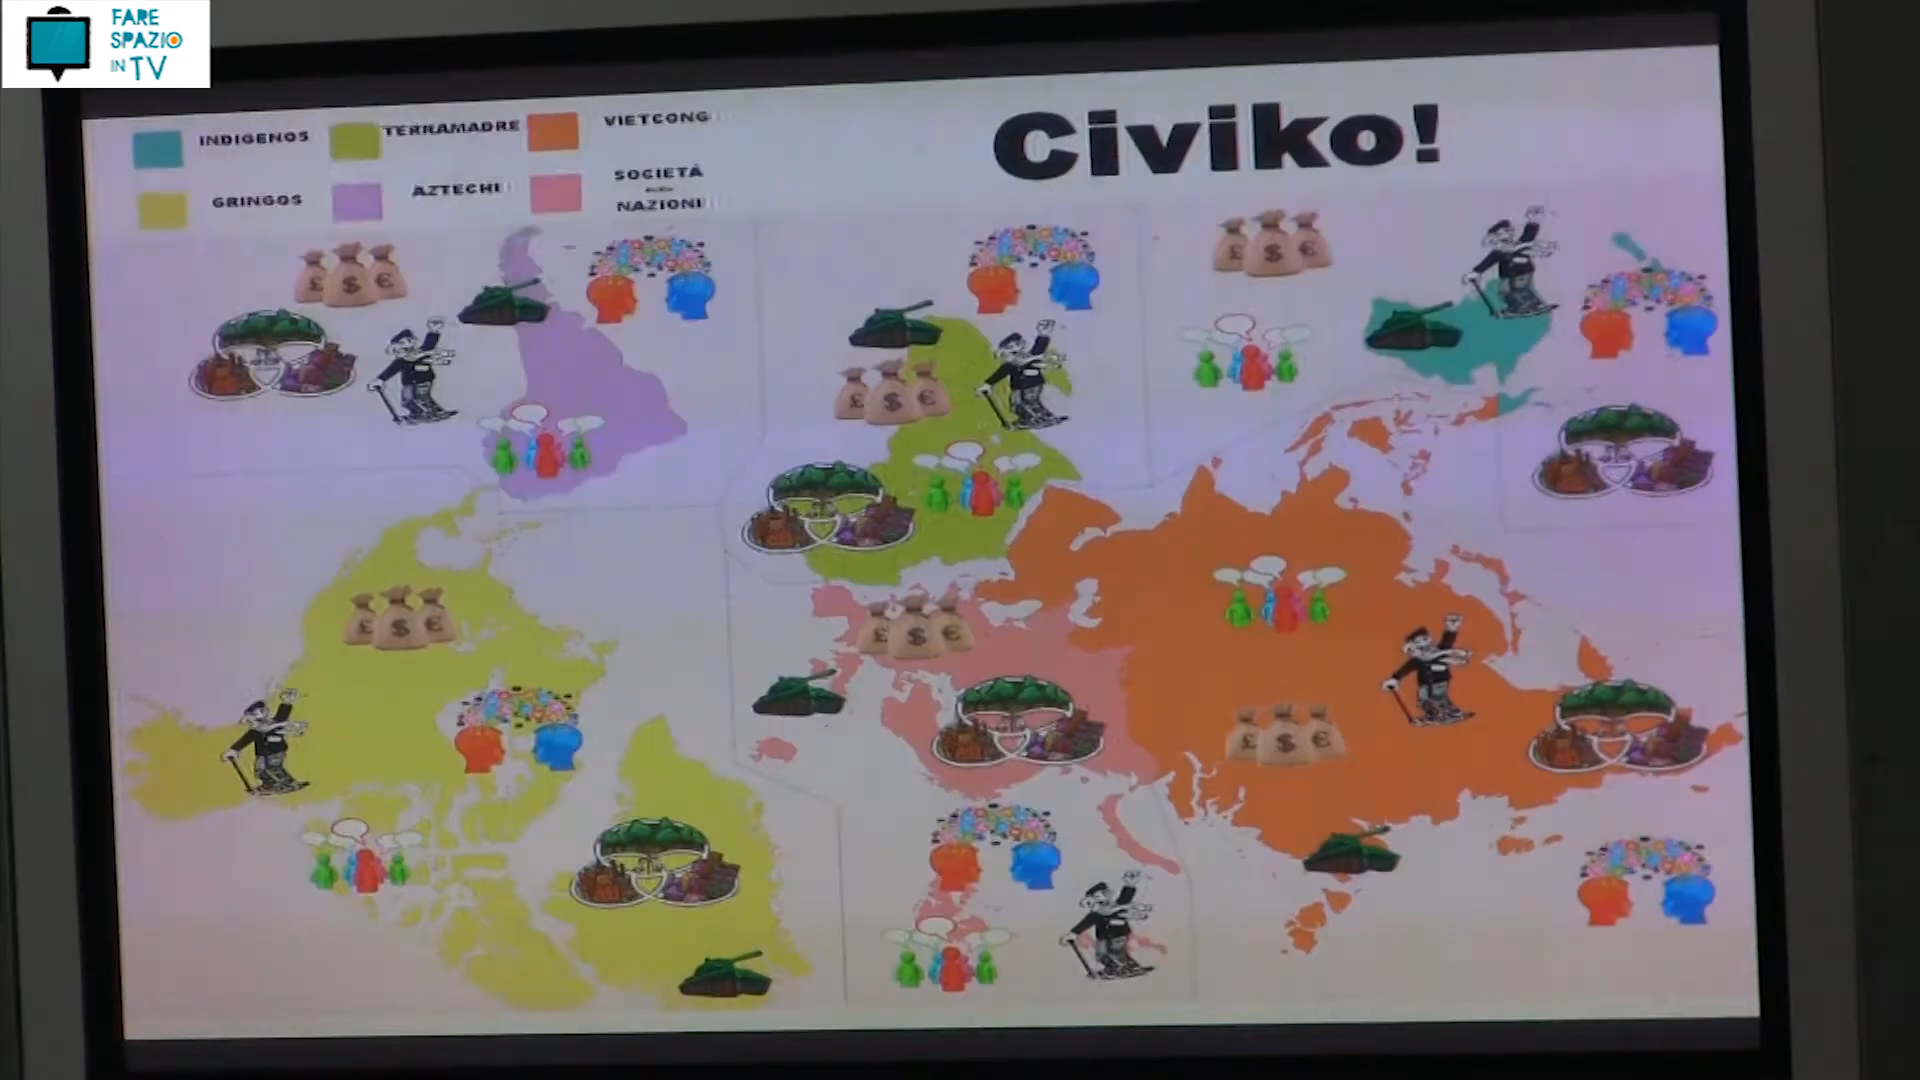 FARE
SPAZIO
IN TV
INDIGENOS
TERRAMADRE
VIETCONG
GRINGOS
AZTECHI
SOCIETÀ
NAZIONI
Civiko!